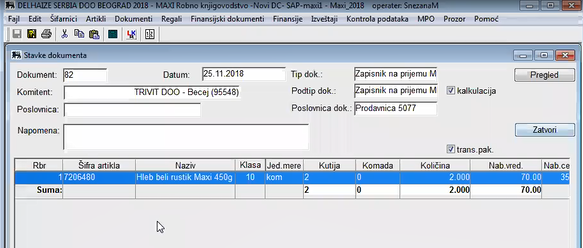 DELHAIZE SERBIA DOO BEOGRAD 2018 - MAXI Robno knjigovodstvo -Novi DC- SAP-maxi1 - Maxi_2018 operater: SnezanaM
Fajl Edit Šifarnici Artikli Dokumenti Regali Finansijski dokumenti Finansije Izveštaji Kontrola podataka MPO Prozor Pomoć
Stavke dokumenta
Dokument: 82 Datum: 25.11.2018 Tip dok.: Zapisnik na prijemu M Pregled
Komitent: TRIVIT DOO - Becej (95548) Podtip dok.: Zapisnik na prijemu M kalkulacija
Poslovnica: Poslovnica dok.: Prodavnica 5077
Napomena: Zatvori
trans.pak.
Rbr Šifra artikla Naziv Klasa Jed.mere Kutija Komada Količina Nab.vred. Nab.ce
1 7206480 Hleb beli rustik Maxi 450g 10 kom 2 0 2.000 70.00 35
Suma: 2 0 2.000 70.00